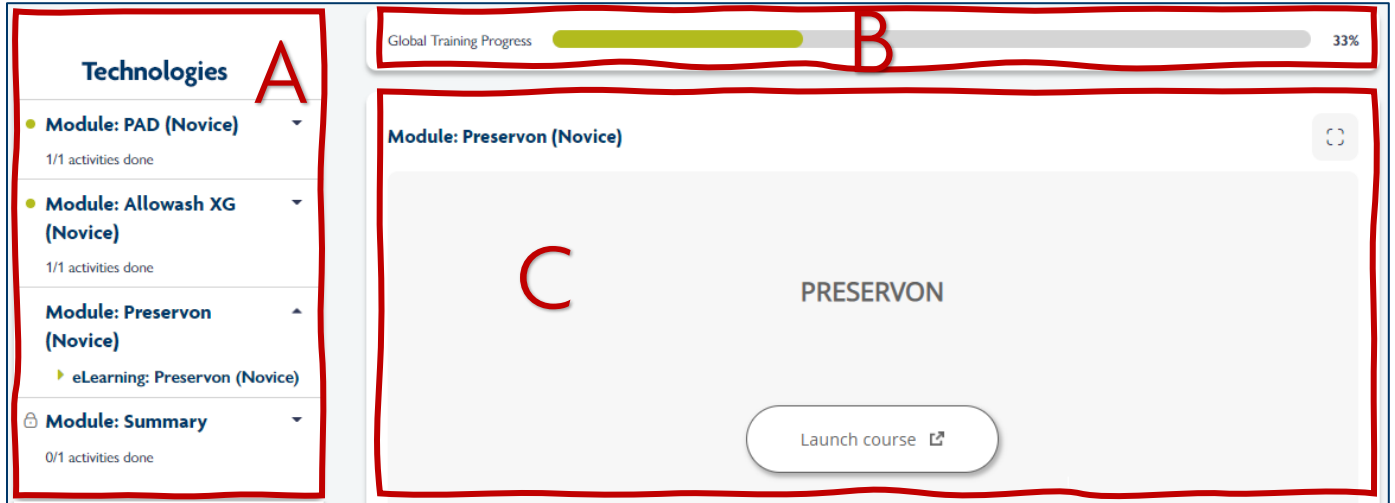 Technologies
A
Module: PAD (Novice)
1/1 activities done
Module: Allowash XG
(Novice)
1/1 activities done
Module: Preservon
(Novice)
eLearning: Preservon (Novice)
Module: Summary
0/1 activities done
Global Training Progress
B
33%
Module: Preservon (Novice)
C
PRESERVON
Launch course